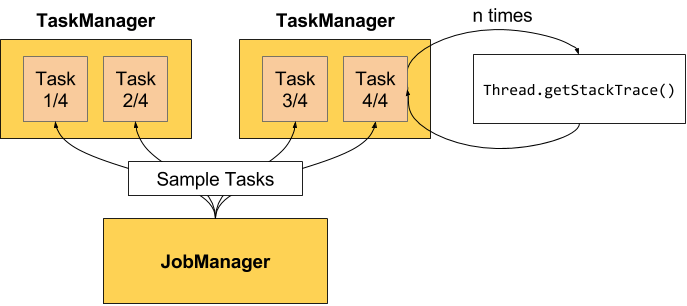 TaskManager
TaskManager
n times
Task
1/4
Task
2/4
Task
3/4
Task
4/4
Thread.getStackTrace()
Sample Tasks
JobManager